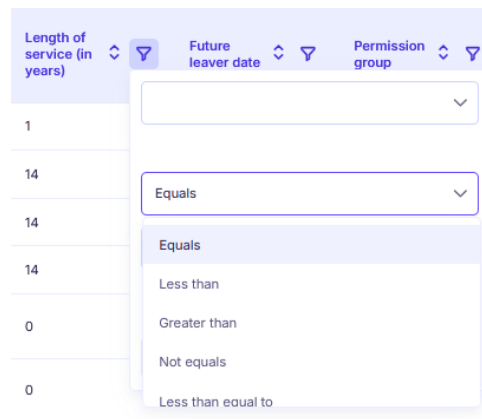 Length of
service (in
years)
Future
leaver date
Permission
group
1
14
14
14
0
0
Equals
Equals
Less than
Greater than
Not equals
Less than equal to